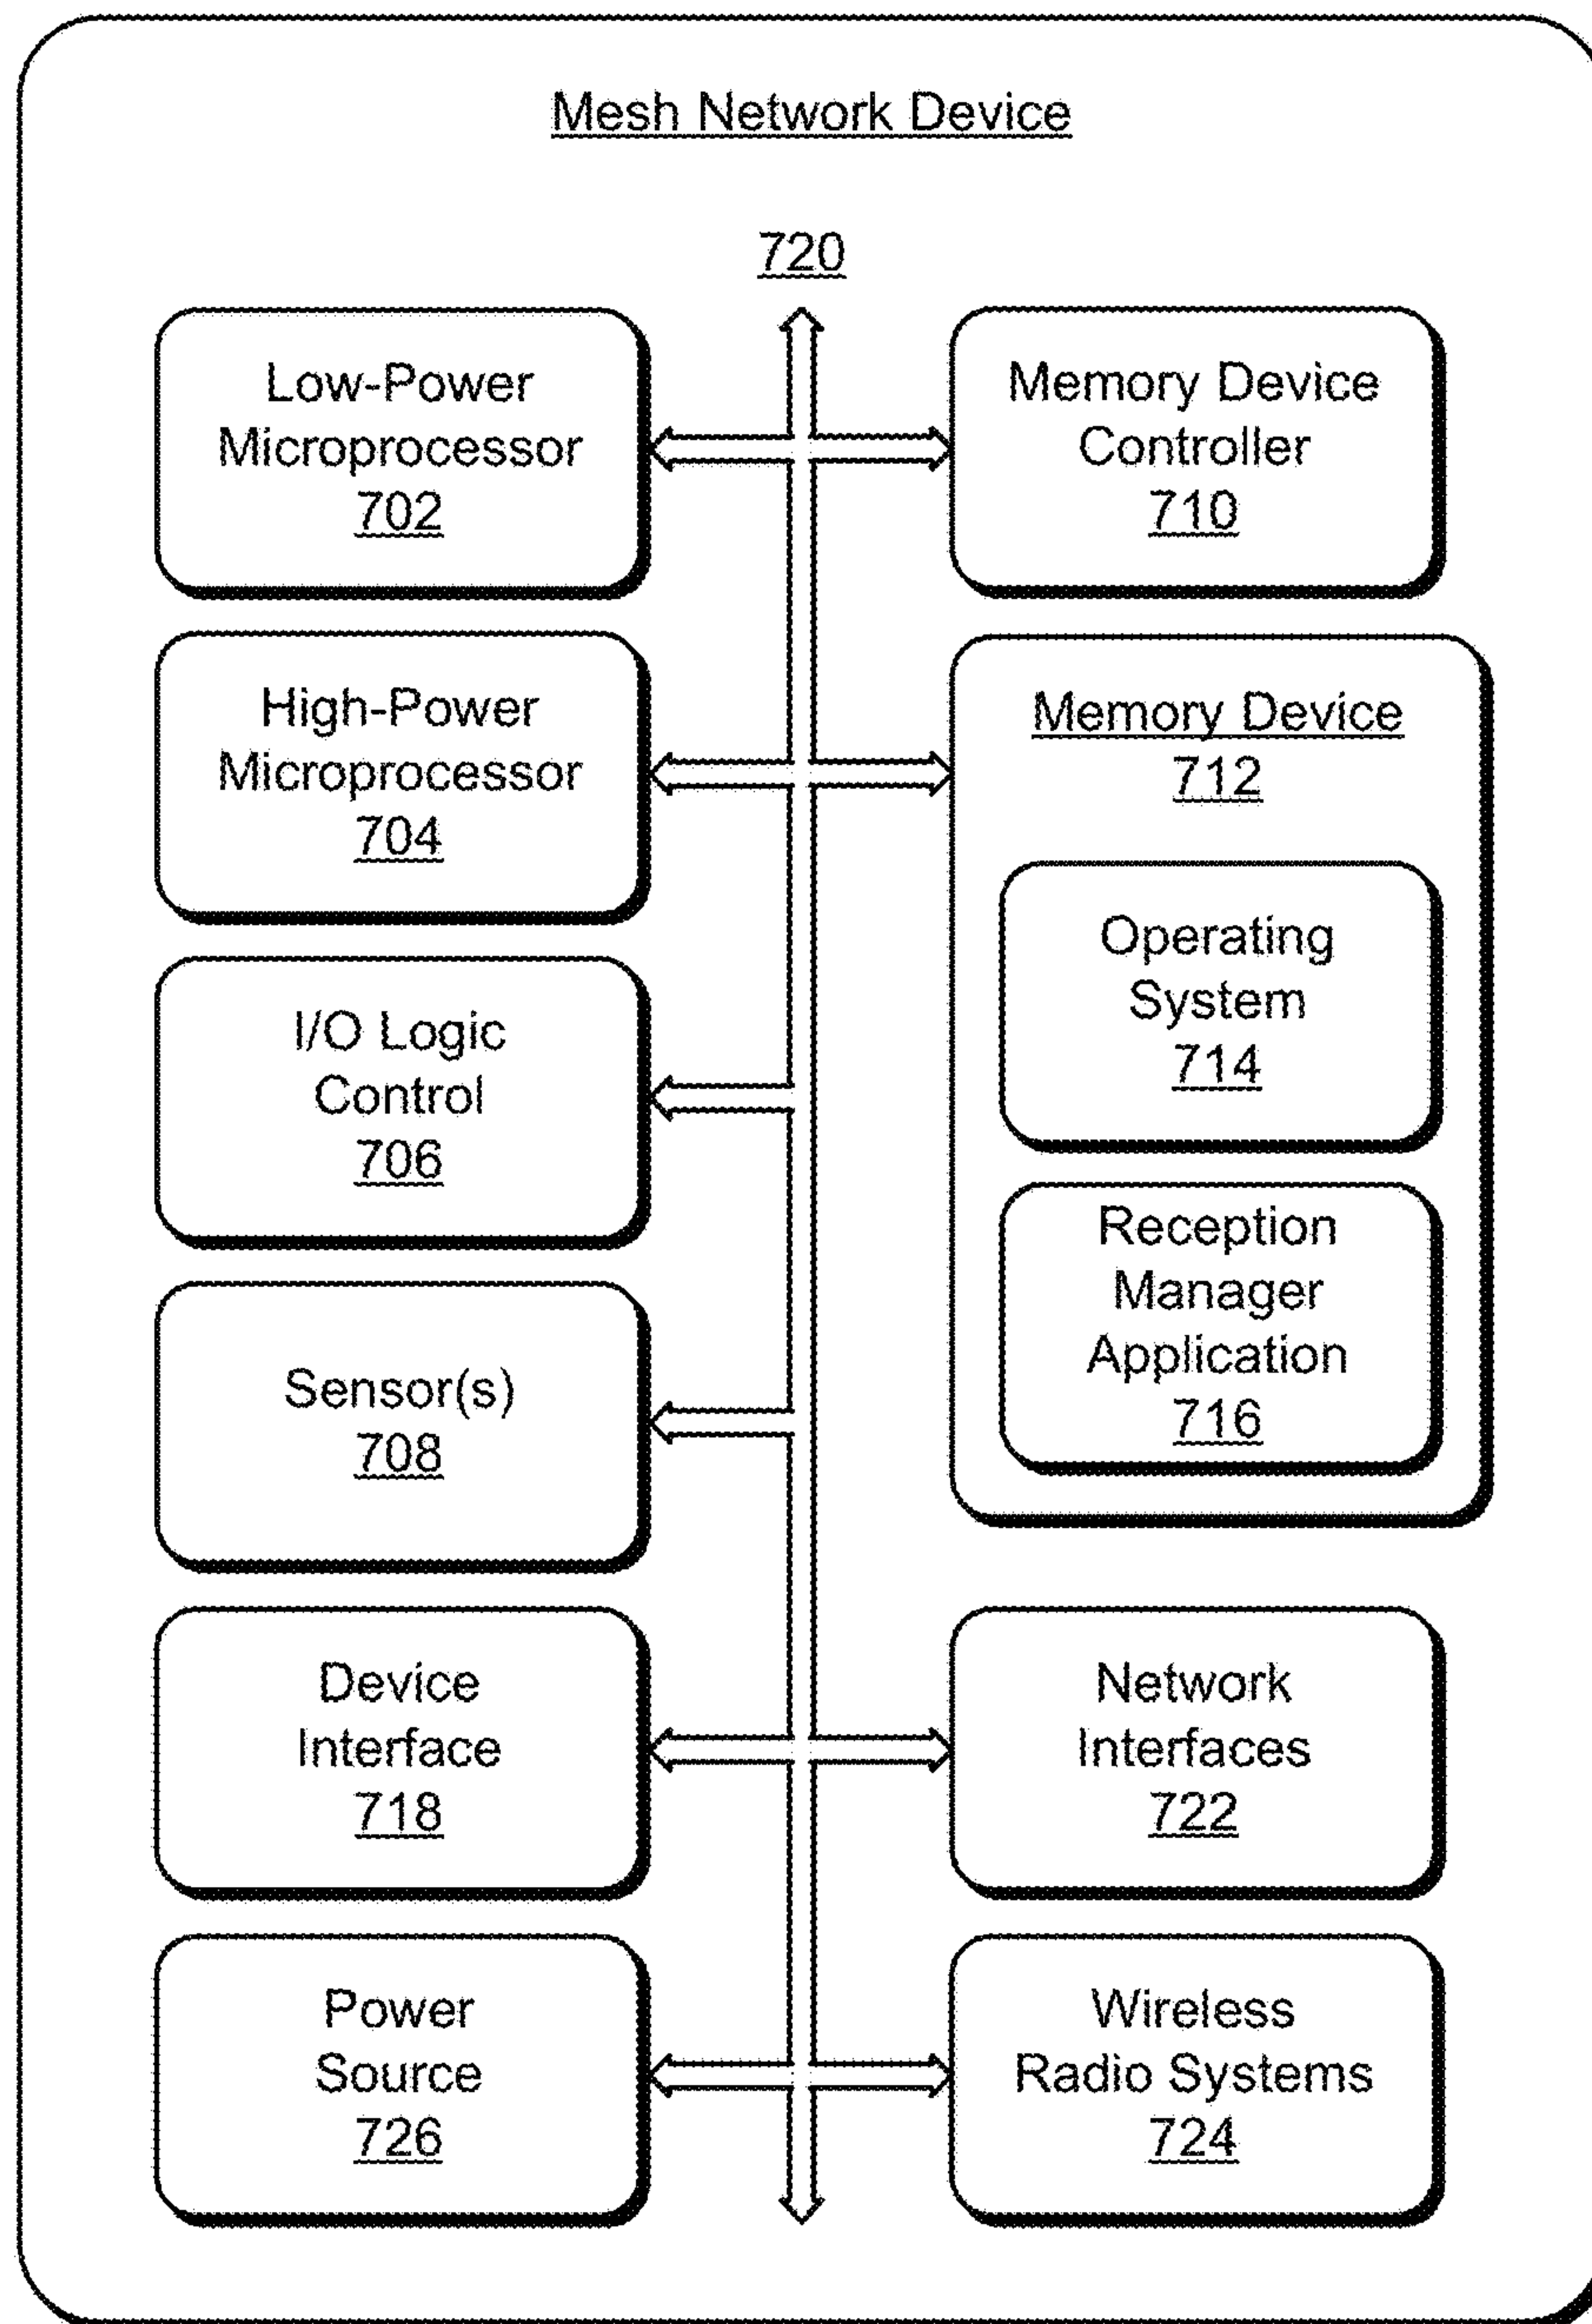 Mesh Network Device
720
Low-Power
Microprocessor
702
Memory Device
Controller
710
High-Power
Microprocessor
704
Memory Device
712
Operating
System
714
I/O Logic
Control
706
Reception
Manager
Application
716
Sensor(s)
708
Device
Interface
718
Network
Interfaces
722
Power
Source
726
Wireless
Radio Systems
724